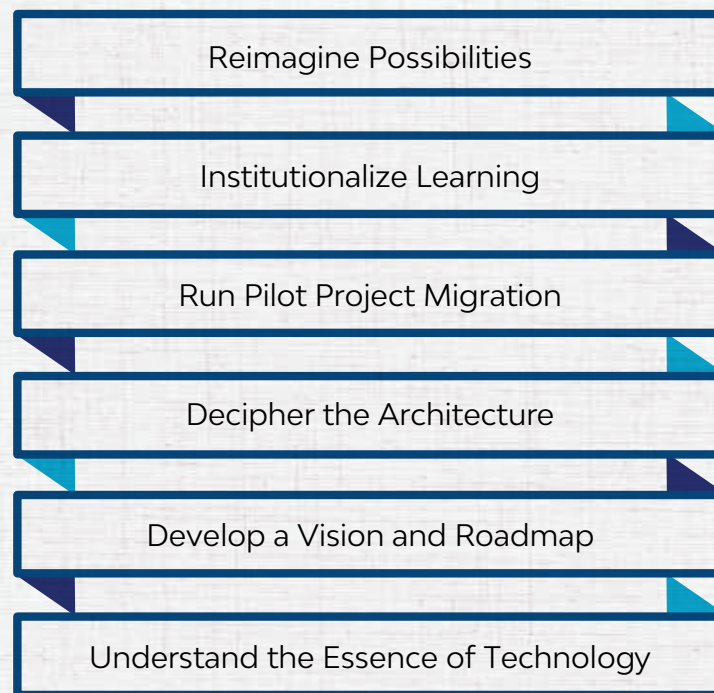 Reimagine Possibilities
Institutionalize Learning
Run Pilot Project Migration
Decipher the Architecture
Develop a Vision and Roadmap
Understand the Essence of Technology